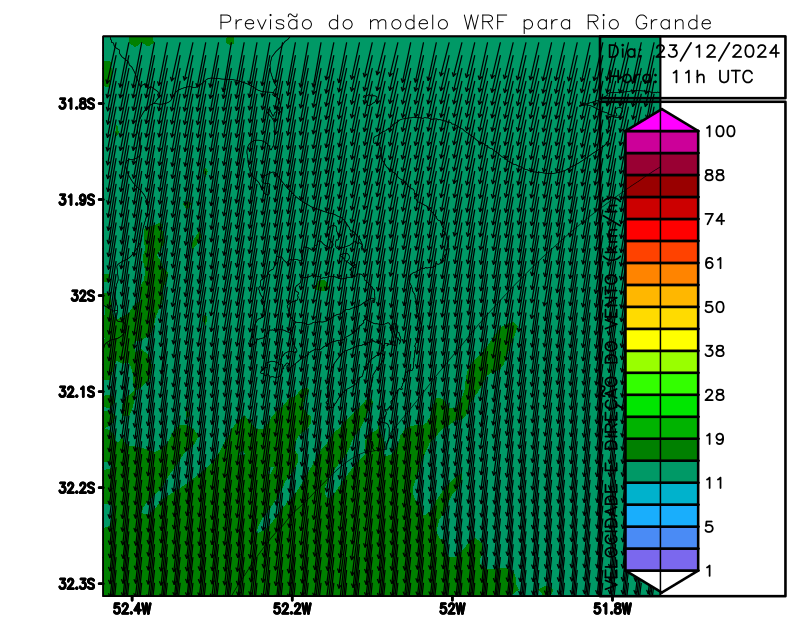 Previsão do modelo WRF para Rio Grande
Dia: 23/12/2024
Hora: 11h UTC
VELOCIDADE E DIREÇÃO DO VENTO (km/h)
100
88
74
61
50
38
28
19
11
5
1
31.8S
31.9S
32S
32.1S
32.2S
32.3S
52.4W
52.2W
52W
51.8W